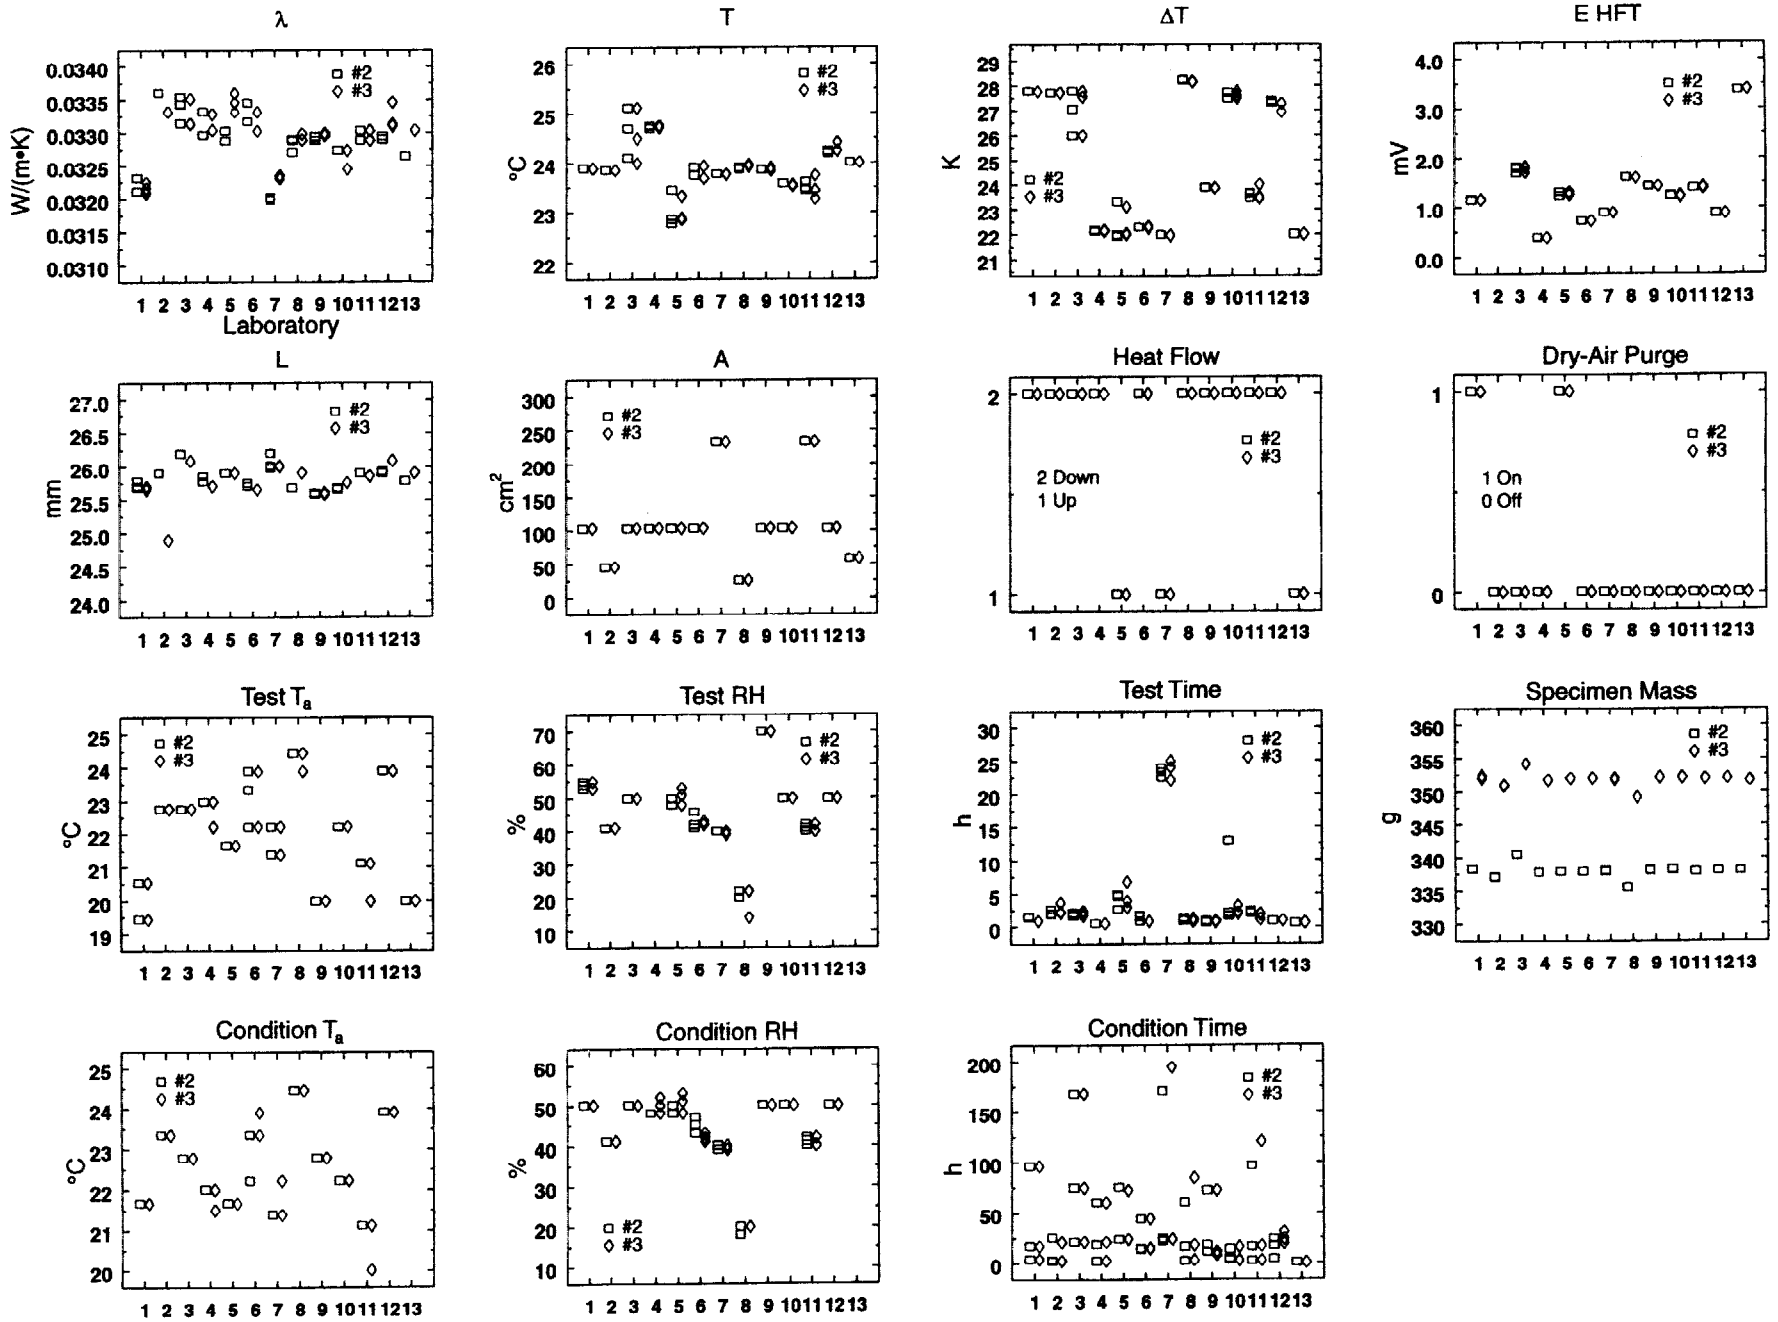 λ
0.0340
0.0335
0.0330
0.0325
0.0320
0.0315
0.0310
W/(m•K)
#2
#3
1 2 3 4 5 6 7 8 9 10 11 12 13
Laboratory
T
26
25
24
23
22
°C
#2
#3
1 2 3 4 5 6 7 8 9 10 11 12 13
ΔT
29
28
27
26
25
24
23
22
21
K
#2
#3
1 2 3 4 5 6 7 8 9 10 11 12 13
E HFT
4.0
3.0
2.0
1.0
0.0
mV
#2
#3
1 2 3 4 5 6 7 8 9 10 11 12 13
L
27.0
26.5
26.0
25.5
25.0
24.5
24.0
mm
#2
#3
1 2 3 4 5 6 7 8 9 10 11 12 13
A
300
250
200
150
100
50
0
cm²
#2
#3
1 2 3 4 5 6 7 8 9 10 11 12 13
Heat Flow
2
1
#2
#3
2 Down
1 Up
1 2 3 4 5 6 7 8 9 10 11 12 13
Dry-Air Purge
1
0
#2
#3
1 On
0 Off
1 2 3 4 5 6 7 8 9 10 11 12 13
Test Ta
25
24
23
22
21
20
19
°C
#2
#3
1 2 3 4 5 6 7 8 9 10 11 12 13
Test RH
70
60
50
40
30
20
10
%
#2
#3
1 2 3 4 5 6 7 8 9 10 11 12 13
Test Time
30
25
20
15
10
5
0
h
#2
#3
1 2 3 4 5 6 7 8 9 10 11 12 13
Specimen Mass
360
355
350
345
340
335
330
g
#2
#3
1 2 3 4 5 6 7 8 9 10 11 12 13
Condition Ta
25
24
23
22
21
20
°C
#2
#3
1 2 3 4 5 6 7 8 9 10 11 12 13
Condition RH
60
50
40
30
20
10
%
#2
#3
1 2 3 4 5 6 7 8 9 10 11 12 13
Condition Time
200
150
100
50
0
h
#2
#3
1 2 3 4 5 6 7 8 9 10 11 12 13